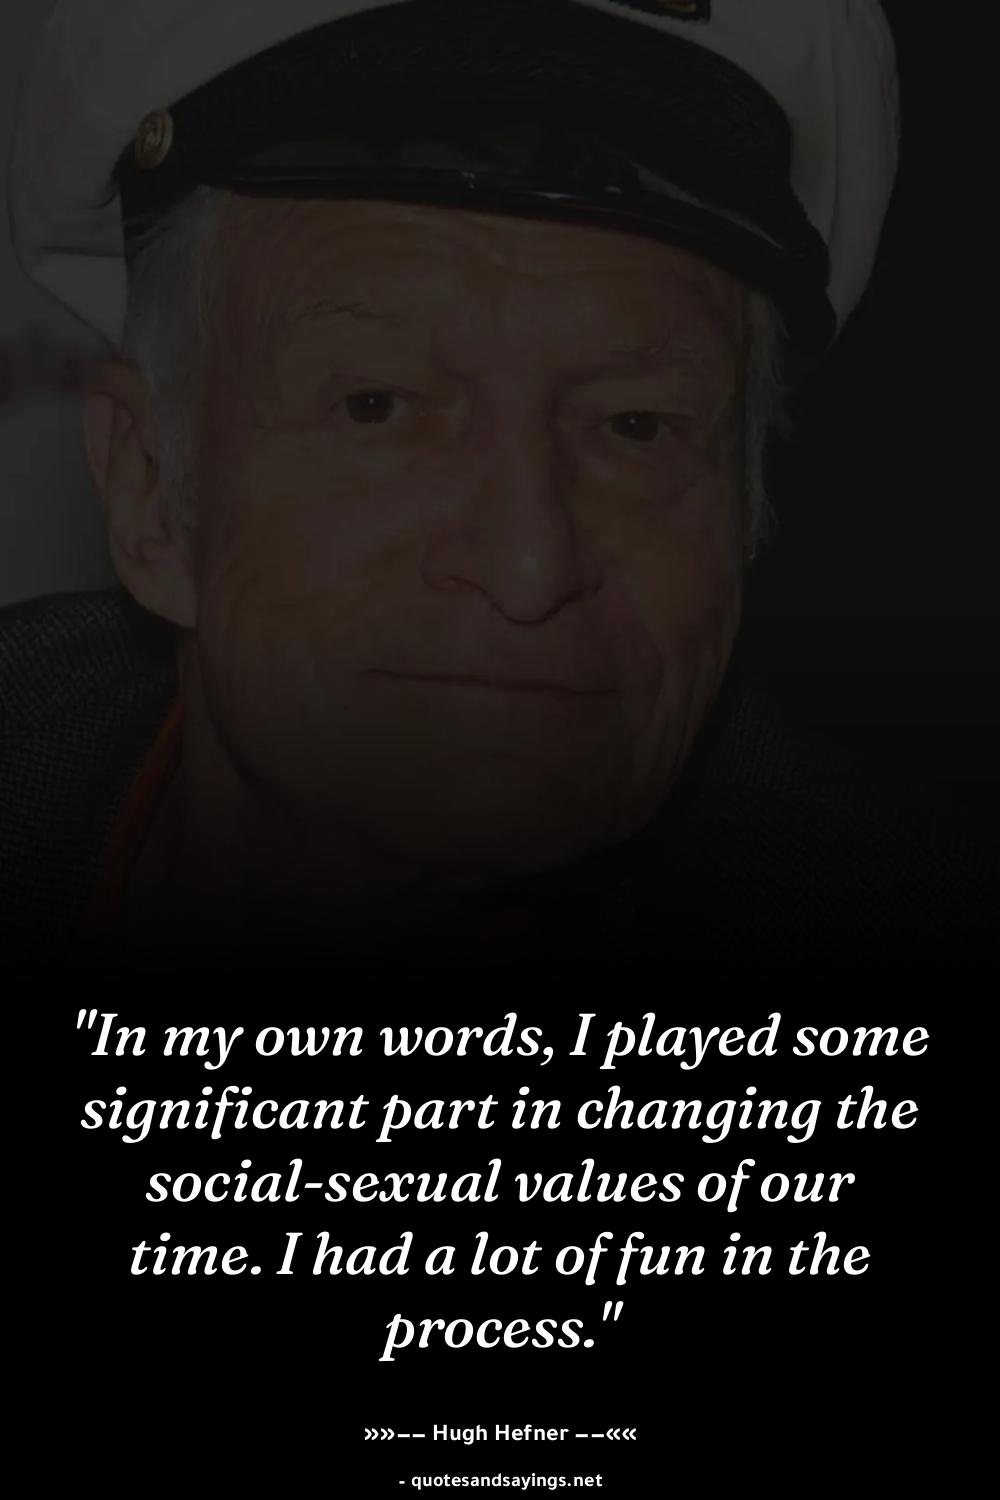 "In my own words, I played some
significant part in changing the
social-sexual values of our
time. I had a lot of fun in the
process."
»»–– Hugh Hefner ––««
- quotesandsayings.net